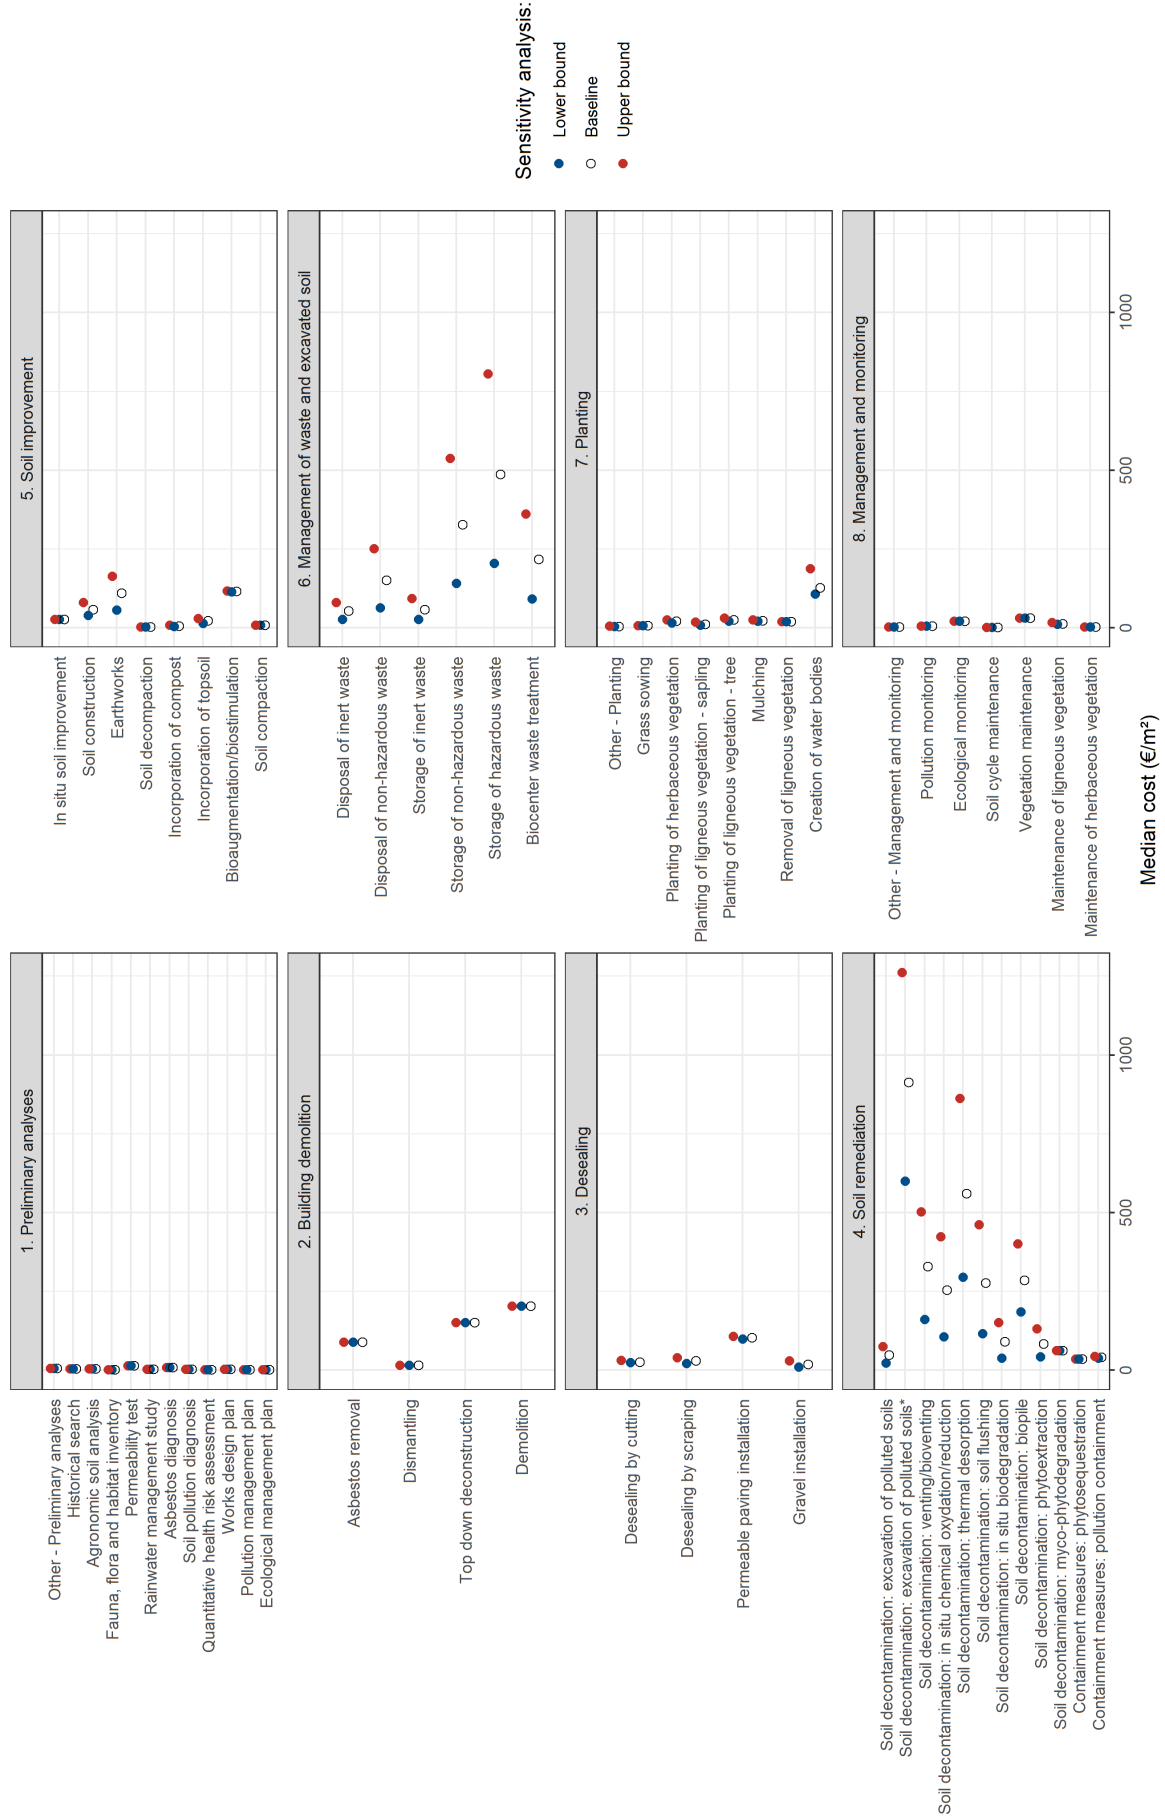 1. Preliminary analyses
Other - Preliminary analyses
Historical search
Agronomic soil analysis
Fauna, flora and habitat inventory
Permeability test
Rainwater management study
Asbestos diagnosis
Soil pollution diagnosis
Quantitative health risk assessment
Works design plan
Pollution management plan
Ecological management plan
5. Soil improvement
In situ soil improvement
Soil construction
Earthworks
Soil decompaction
Incorporation of compost
Incorporation of topsoil
Bioaugmentation/biostimulation
Soil compaction
2. Building demolition
Asbestos removal
Dismantling
Top down deconstruction
Demolition
6. Management of waste and excavated soil
Disposal of inert waste
Disposal of non-hazardous waste
Storage of inert waste
Storage of non-hazardous waste
Storage of hazardous waste
Biocenter waste treatment
3. Desealing
Desealing by cutting
Desealing by scraping
Permeable paving installation
Gravel installation
7. Planting
Other - Planting
Grass sowing
Planting of herbaceous vegetation
Planting of ligneous vegetation - sapling
Planting of ligneous vegetation - tree
Mulching
Removal of ligneous vegetation
Creation of water bodies
4. Soil remediation
Soil decontamination: excavation of polluted soils
Soil decontamination: excavation of polluted soils*
Soil decontamination: venting/bioventing
Soil decontamination: in situ chemical oxydation/reduction
Soil decontamination: thermal desorption
Soil decontamination: soil flushing
Soil decontamination: in situ biodegradation
Soil decontamination: biopile
Soil decontamination: phytoextraction
Soil decontamination: myco-phytodegradation
Containment measures: phytosequestration
Containment measures: pollution containment
0 500 1000
8. Management and monitoring
Other - Management and monitoring
Pollution monitoring
Ecological monitoring
Soil cycle maintenance
Vegetation maintenance
Maintenance of ligneous vegetation
Maintenance of herbaceous vegetation
0 500 1000
Median cost (€/m²)
Sensitivity analysis:
Lower bound
Baseline
Upper bound